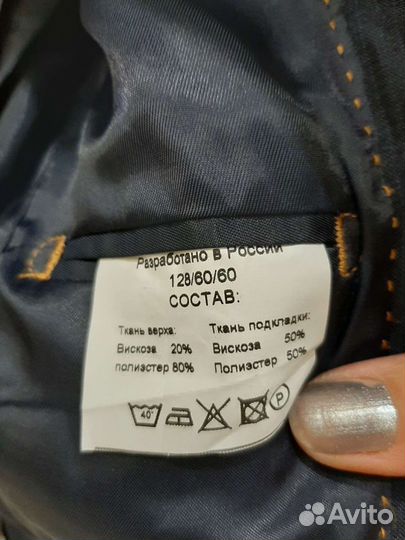 Разработано в России
128/60/60
СОСТАВ:
Ткань верха: Ткань подкладки:
Вискоза 20% Вискоза 50%
полиэстер 80% Полиэстер 50%
40° P
Avito